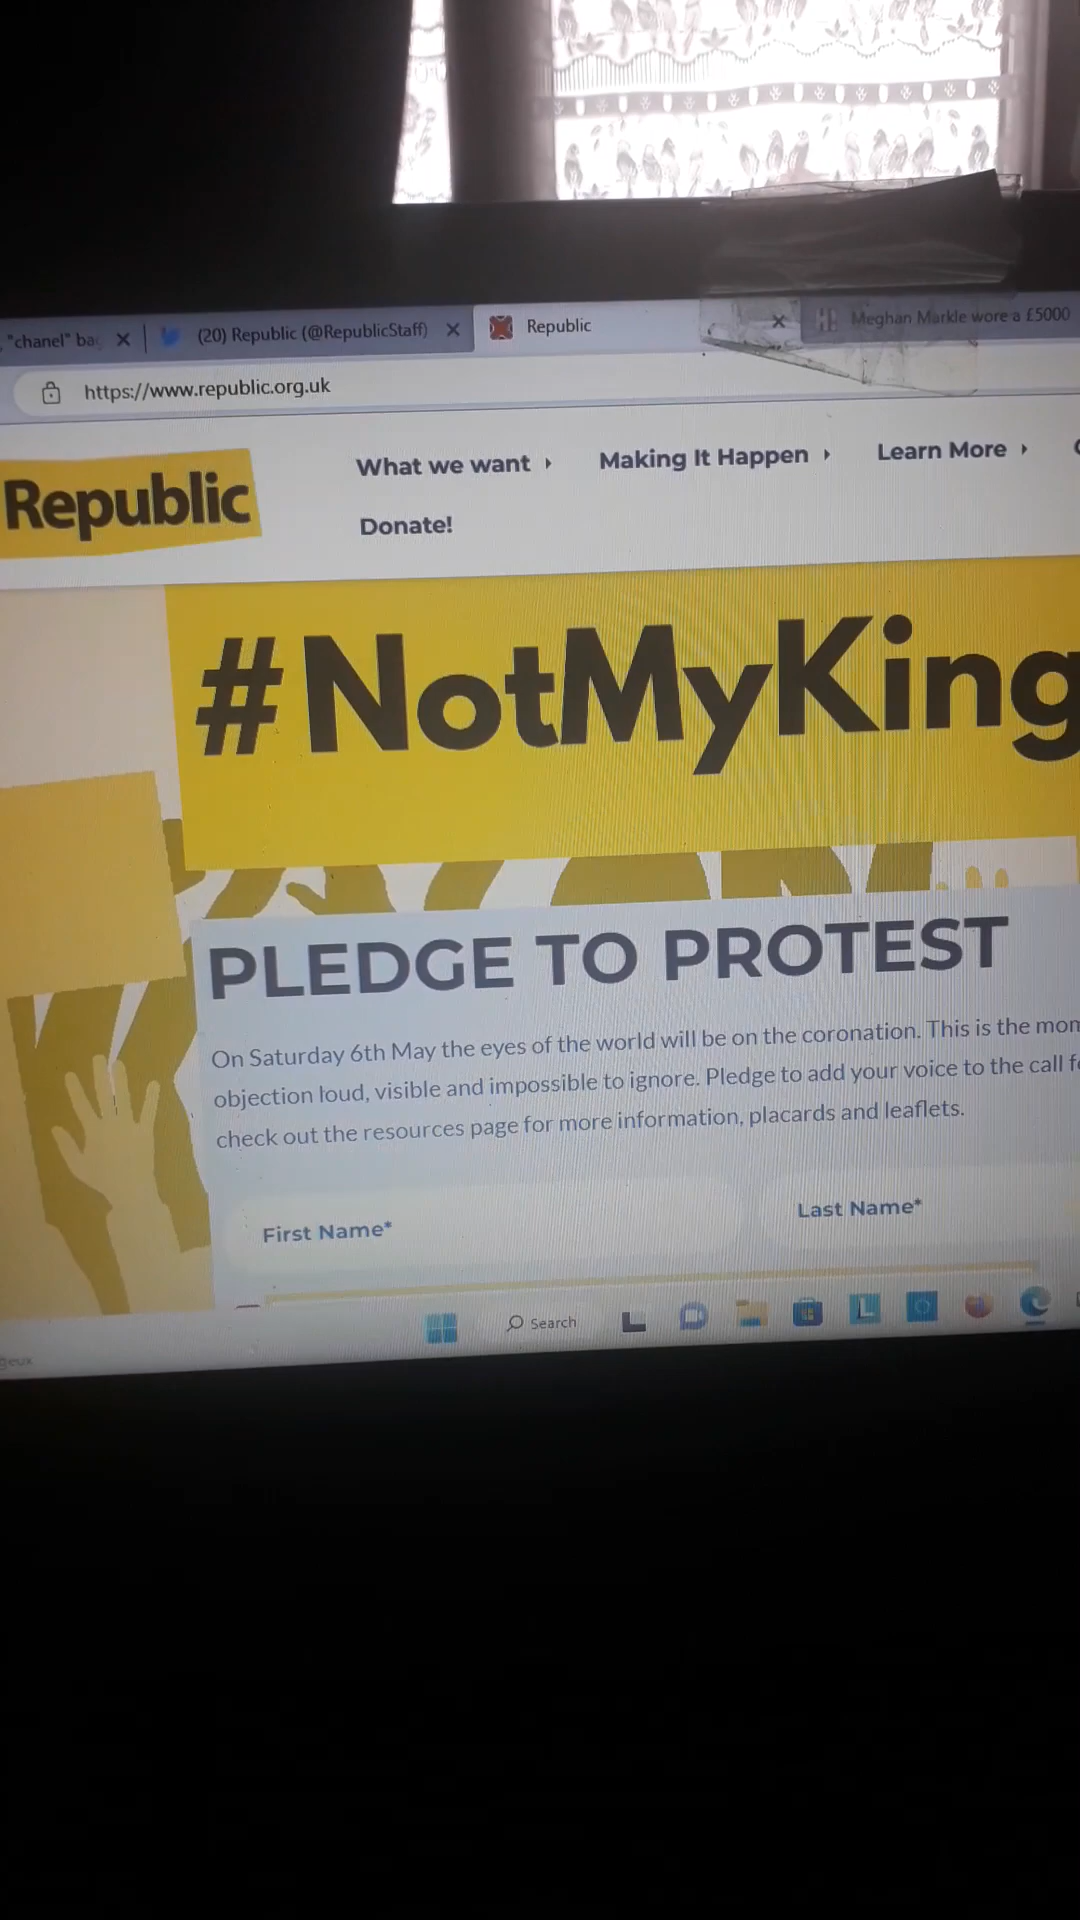 "chanel"
(20) Republic (@RepublicStaff)
Republic
Meghan Markle wore a £5000
https://www.republic.org.uk
Republic
What we want
Making It Happen
Learn More
Donate!
#NotMyKing
PLEDGE TO PROTEST
On Saturday 6th May the eyes of the world will be on the coronation. This is the
objection loud, visible and impossible to ignore. Pledge to add your voice to the call
check out the resources page for more information, placards and leaflets.
First Name*
Last Name*
Search